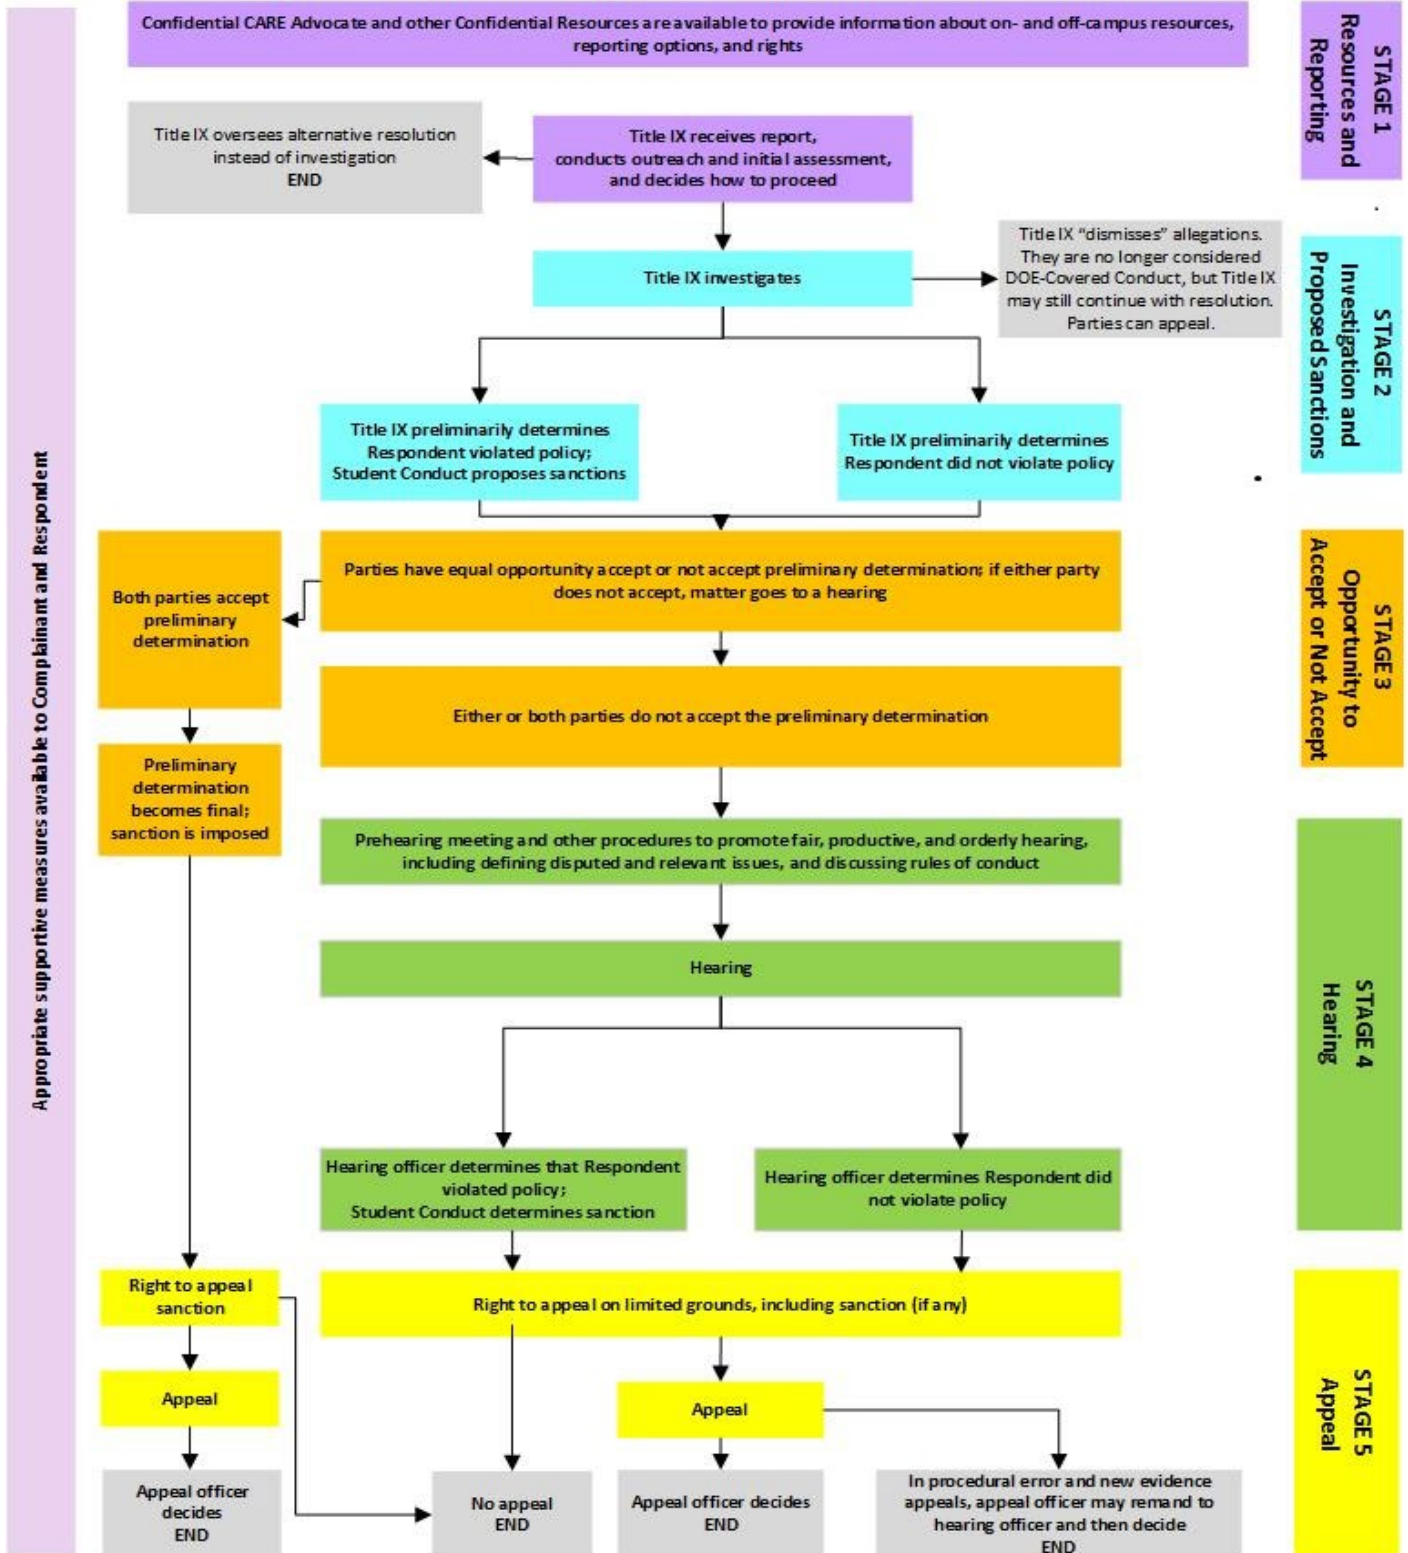 Confidential CARE Advocate and other Confidential Resources are available to provide information about on- and off-campus resources,
reporting options, and rights
STAGE 1
Resources and
Reporting
Title IX oversees alternative resolution
instead of investigation
END
Title IX receives report,
conducts outreach and initial assessment,
and decides how to proceed
Title IX investigates
Title IX “dismisses” allegations.
They are no longer considered
DOE-Covered Conduct, but Title IX
may still continue with resolution.
Parties can appeal.
STAGE 2
Investigation and
Proposed Sanctions
Title IX preliminarily determines
Respondent violated policy;
Student Conduct proposes sanctions
Title IX preliminarily determines
Respondent did not violate policy
Appropriate supportive measures available to Complainant and Respondent
Both parties accept
preliminary
determination
Parties have equal opportunity accept or not accept preliminary determination; if either party
does not accept, matter goes to a hearing
STAGE 3
Opportunity to
Accept or Not Accept
Either or both parties do not accept the preliminary determination
Preliminary
determination
becomes final;
sanction is imposed
Prehearing meeting and other procedures to promote fair, productive, and orderly hearing,
including defining disputed and relevant issues, and discussing rules of conduct
Hearing
STAGE 4
Hearing
Hearing officer determines that Respondent
violated policy;
Student Conduct determines sanction
Hearing officer determines Respondent did
not violate policy
Right to appeal
sanction
Right to appeal on limited grounds, including sanction (if any)
STAGE 5
Appeal
Appeal
Appeal
Appeal officer
decides
END
No appeal
END
Appeal officer decides
END
In procedural error and new evidence
appeals, appeal officer may remand to
hearing officer and then decide
END